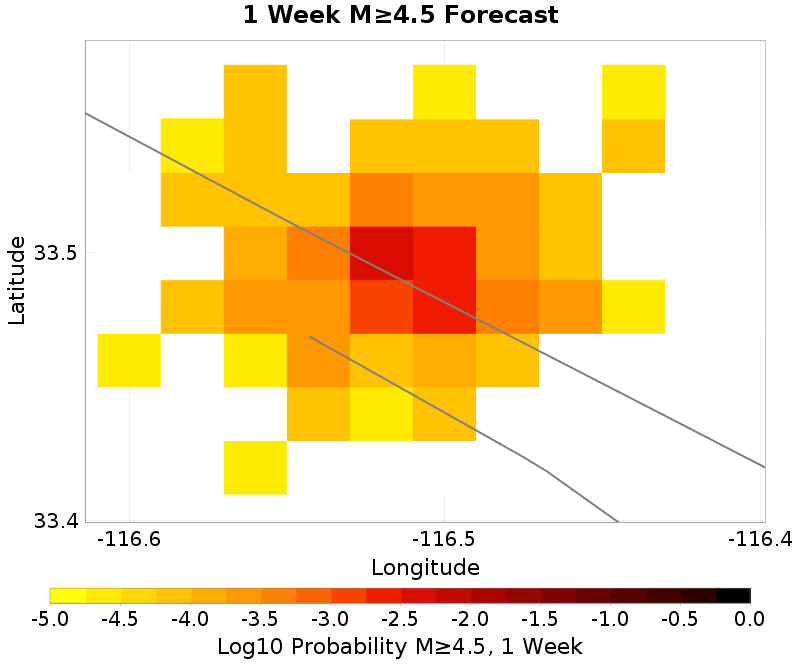 1 Week M≥4.5 Forecast
Latitude
33.5
33.4
-116.6 -116.5 -116.4
Longitude
-5.0 -4.5 -4.0 -3.5 -3.0 -2.5 -2.0 -1.5 -1.0 -0.5 0.0
Log10 Probability M≥4.5, 1 Week